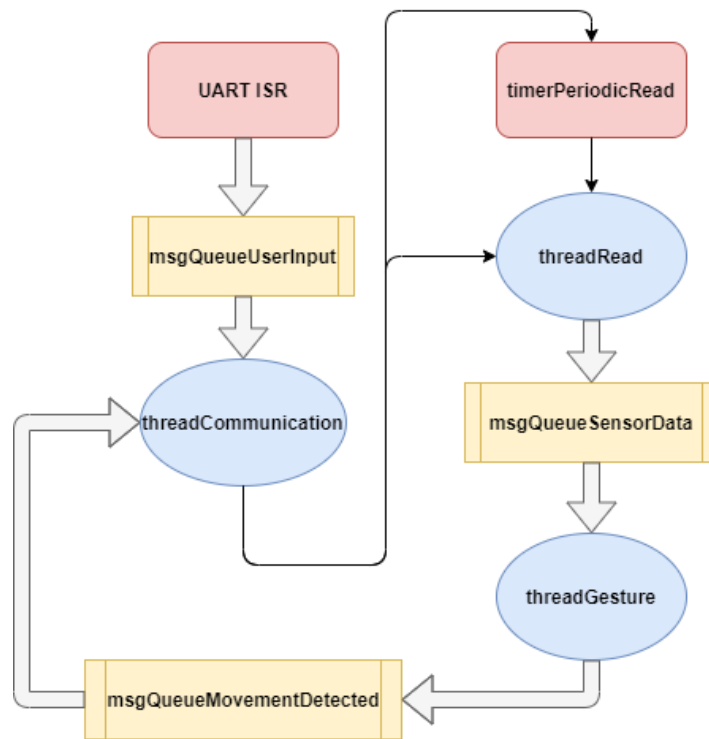 UART ISR
timerPeriodicRead
msgQueueUserInput
threadRead
threadCommunication
msgQueueSensorData
threadGesture
msgQueueMovementDetected